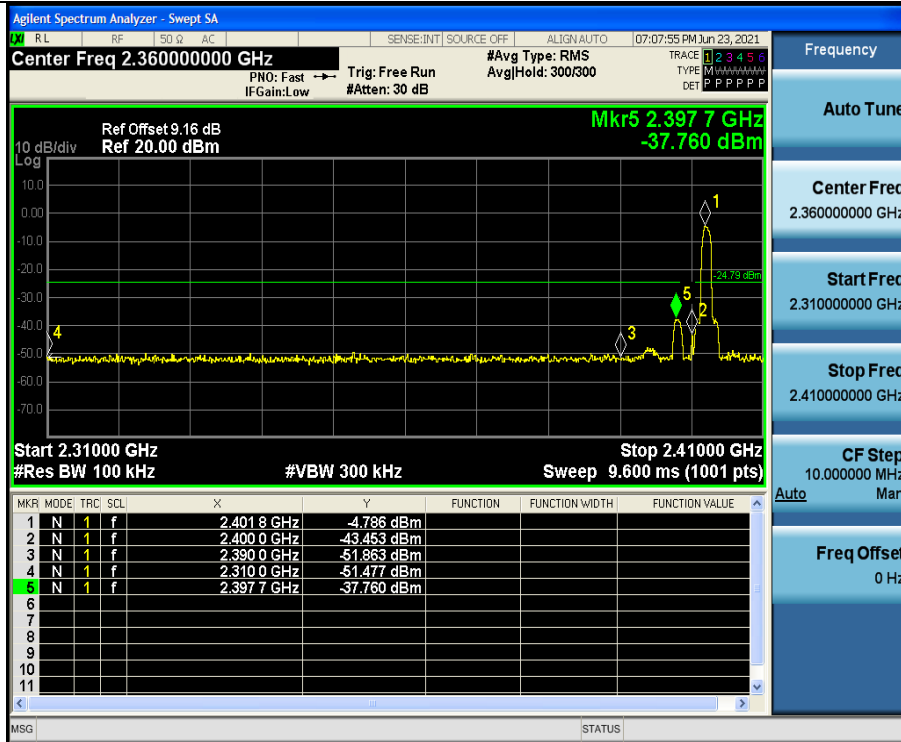 Agilent Spectrum Analyzer - Swept SA
LXI RL RF 50 Ω AC SENSE:INT SOURCE OFF ALIGN AUTO 07:07:55 PM Jun 23, 2021
Center Freq 2.360000000 GHz
PNO: Fast
IFGain:Low
Trig: Free Run
#Atten: 30 dB
#Avg Type: RMS
Avg|Hold: 300/300
TRACE 1 2 3 4 5 6
TYPE M
DET P P P P P P
Ref Offset 9.16 dB
10 dB/div Ref 20.00 dBm
Log
Mkr5 2.397 7 GHz
-37.760 dBm
10.0
0.00
-10.0
-20.0
-30.0
-40.0
-50.0
-60.0
-70.0
1
-24.79 dBm
5
2
3
4
Start 2.31000 GHz Stop 2.41000 GHz
#Res BW 100 kHz #VBW 300 kHz Sweep 9.600 ms (1001 pts)
MKR MODE TRC SCL X Y FUNCTION FUNCTION WIDTH FUNCTION VALUE
1 N 1 f 2.401 8 GHz -4.786 dBm
2 N 1 f 2.400 0 GHz -43.453 dBm
3 N 1 f 2.390 0 GHz -51.863 dBm
4 N 1 f 2.310 0 GHz -51.477 dBm
5 N 1 f 2.397 7 GHz -37.760 dBm
6
7
8
9
10
11
MSG STATUS
Frequency
Auto Tune
Center Freq
2.360000000 GHz
Start Freq
2.310000000 GHz
Stop Freq
2.410000000 GHz
CF Step
10.000000 MHz
Auto Man
Freq Offset
0 Hz